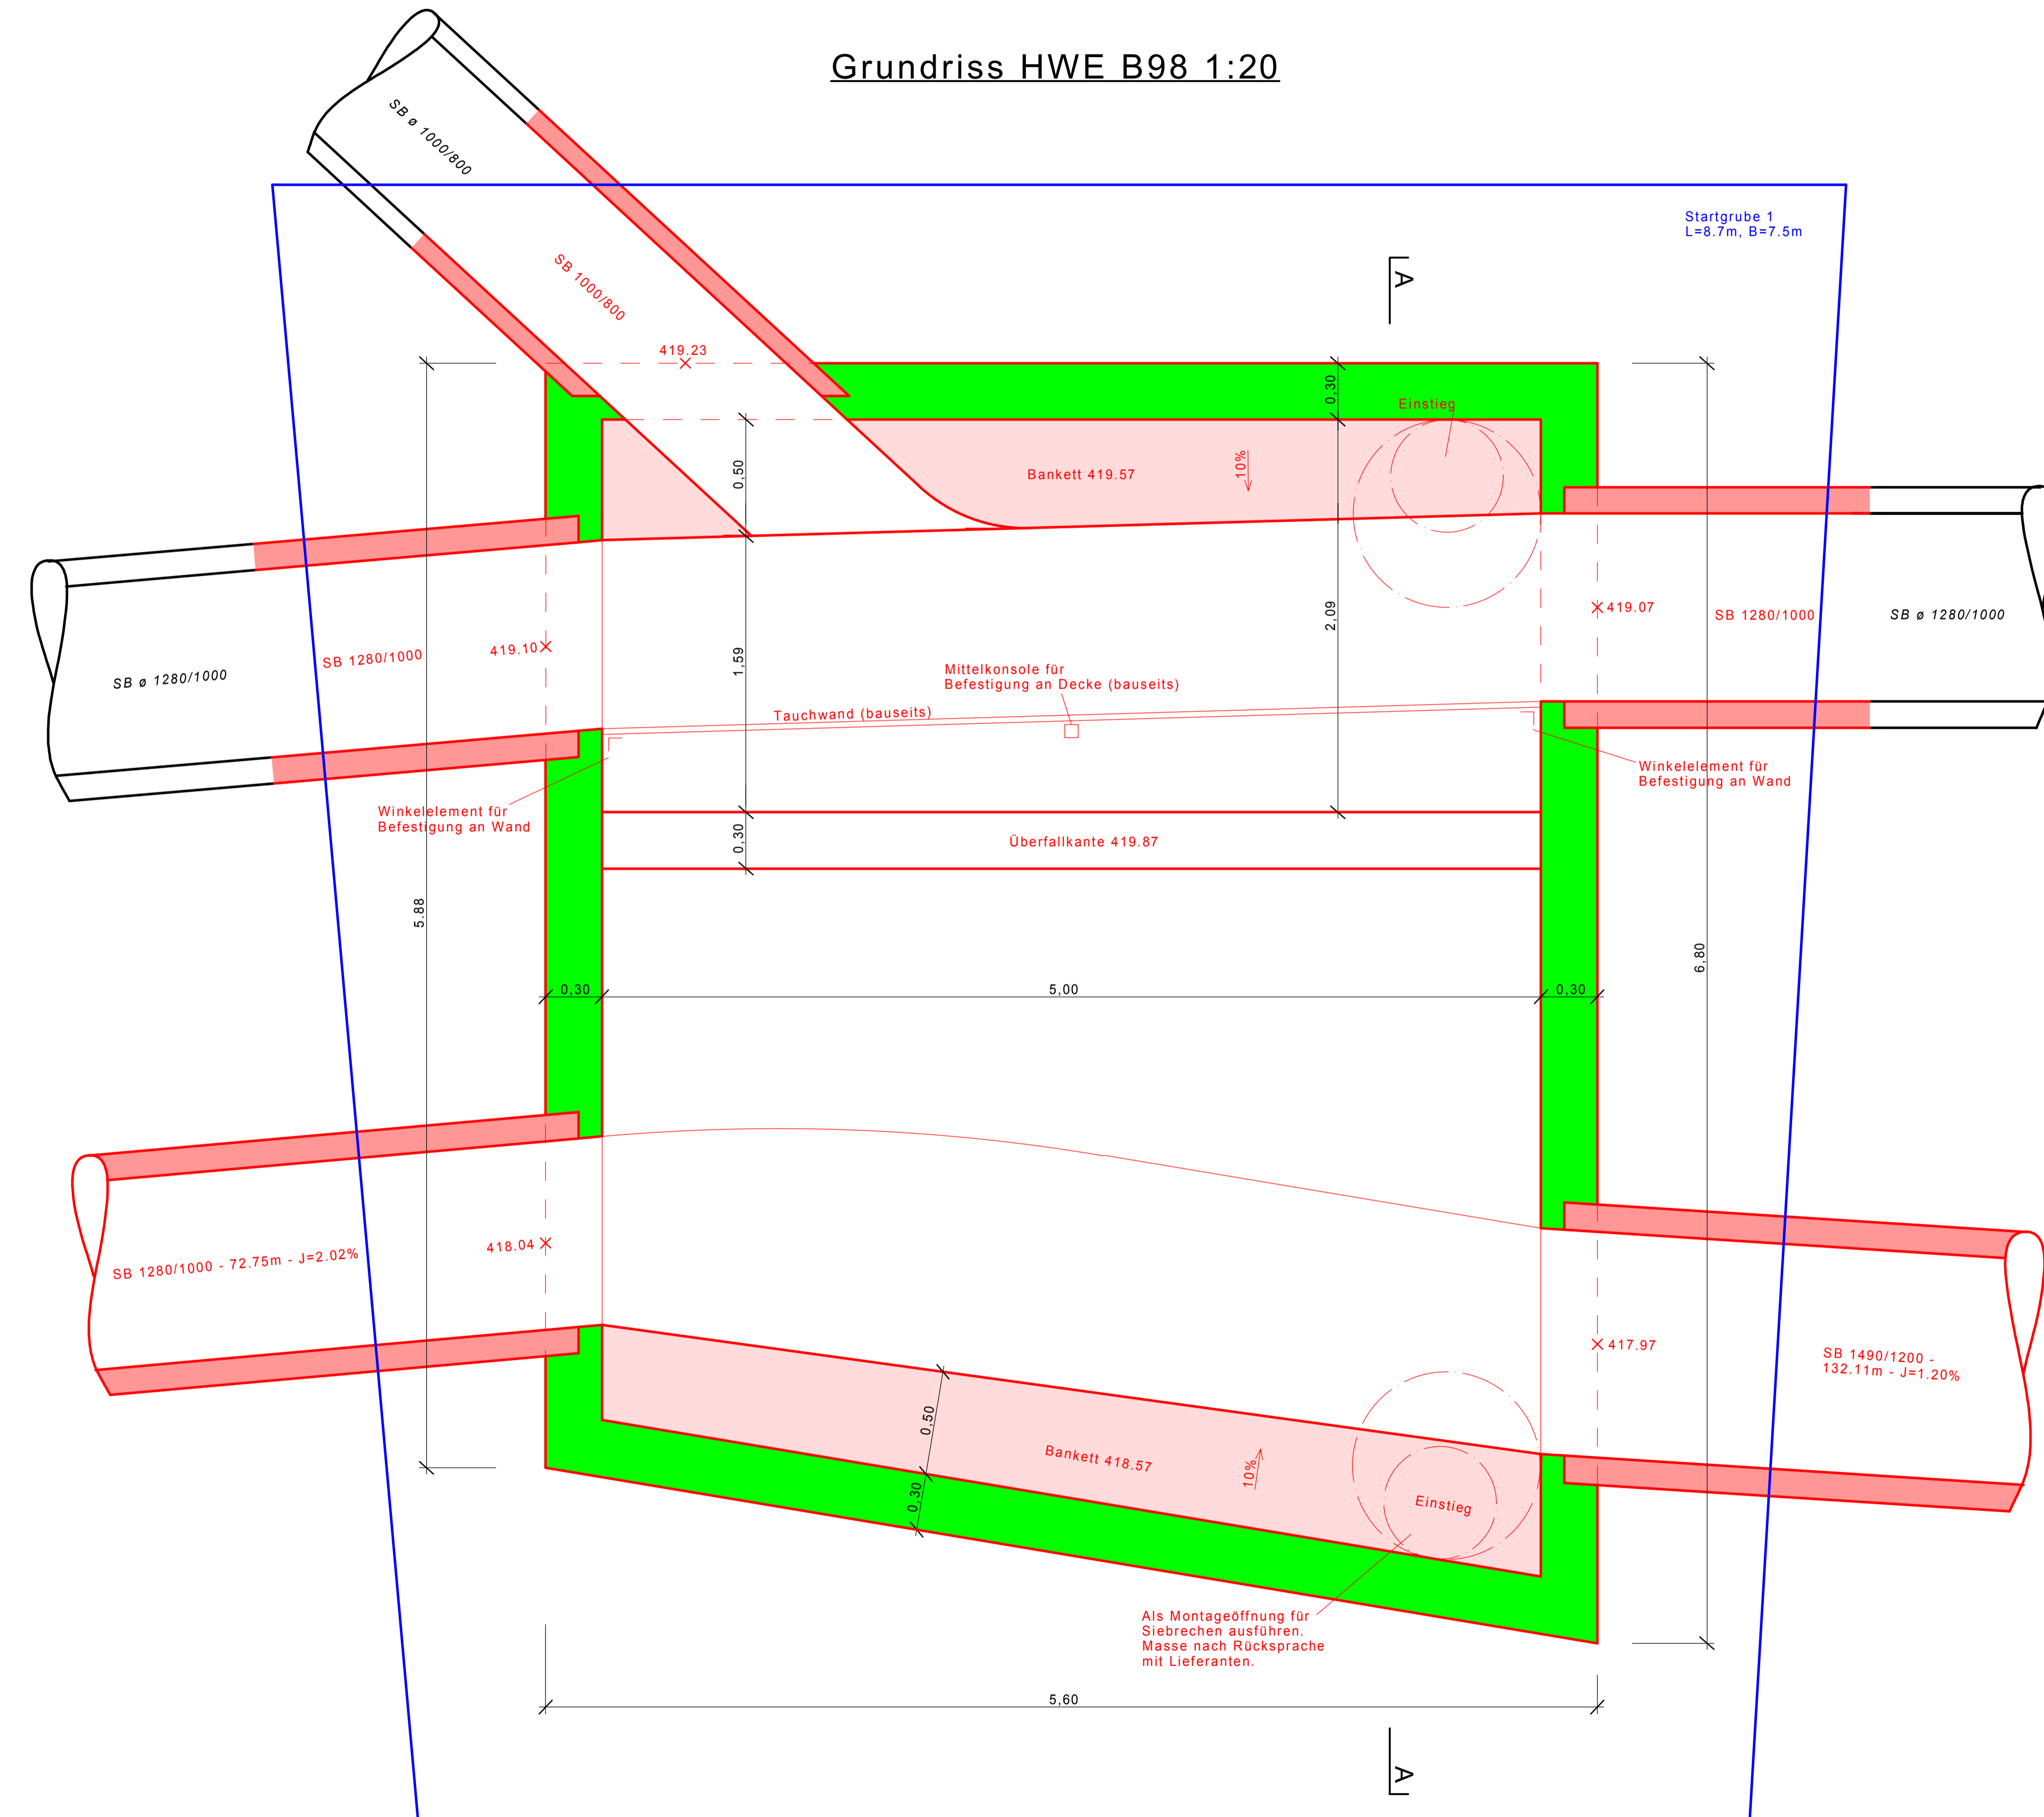 Grundriss HWE B98 1:20
SB ø 1000/800
Startgrube 1
L=8.7m, B=7.5m
A
SB 1000/800
419.23
0,30
Einstieg
0,50
Bankett 419.57
10%
419.10
SB 1280/1000
SB ø 1280/1000
1,59
2,09
419.07
SB 1280/1000
SB ø 1280/1000
Mittelkonsole für
Befestigung an Decke (bauseits)
Tauchwand (bauseits)
Winkelelement für
Befestigung an Wand
Winkelelement für
Befestigung an Wand
0,30
Überfallkante 419.87
5.88
6,80
0,30
5,00
0,30
418.04
SB 1280/1000 - 72.75m - J=2.02%
417.97
SB 1490/1200 -
132.11m - J=1.20%
0,50
Bankett 418.57
10%
0,30
Einstieg
Als Montageöffnung für
Siebrechen ausführen.
Masse nach Rücksprache
mit Lieferanten.
5,60
A